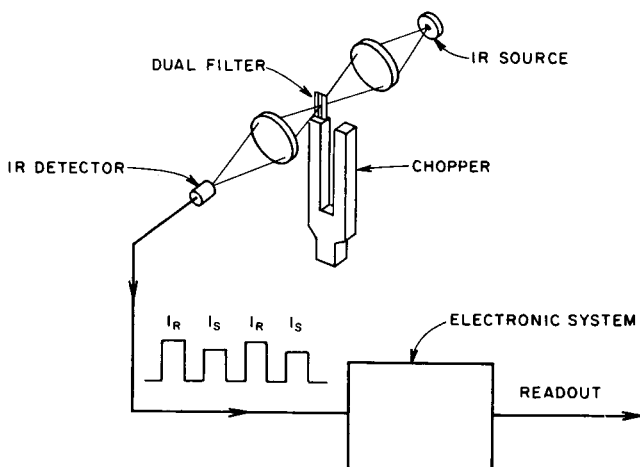 IR SOURCE
DUAL FILTER
IR DETECTOR
CHOPPER
IR IS IR IS
ELECTRONIC SYSTEM
READOUT